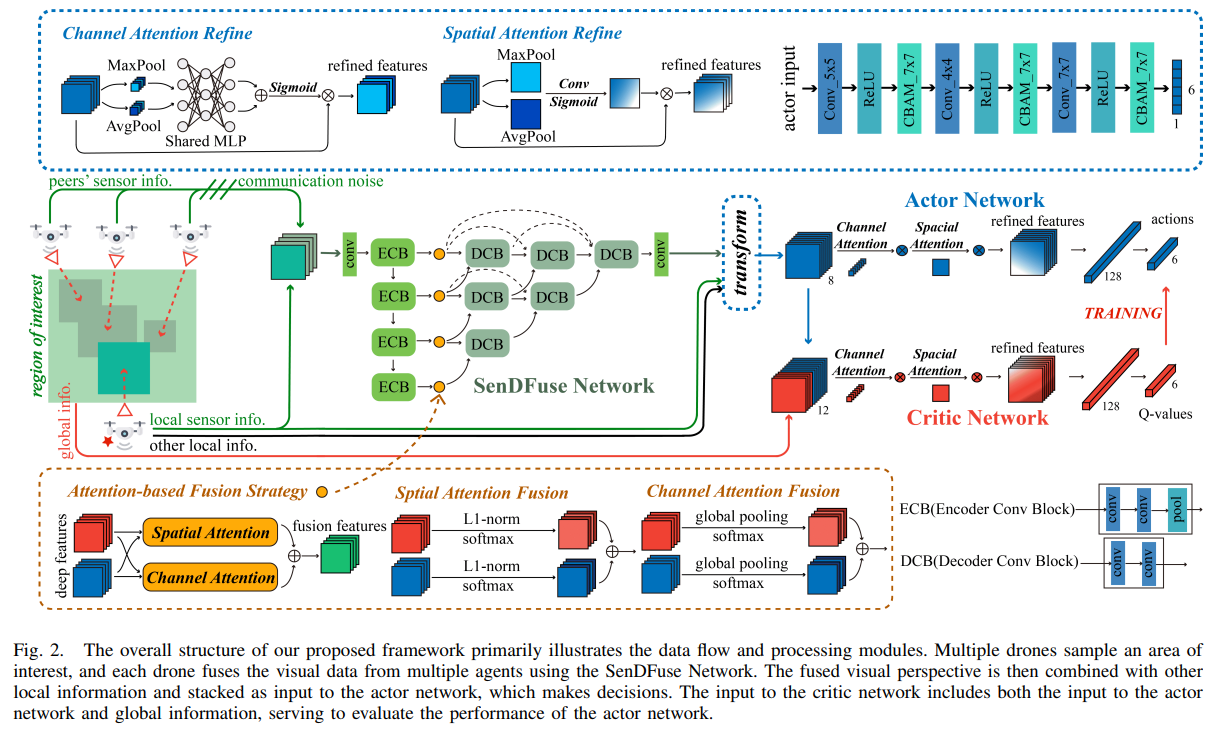 Channel Attention Refine
MaxPool
AvgPool
Shared MLP
Sigmoid
refined features
Spatial Attention Refine
MaxPool
AvgPool
Conv
Sigmoid
refined features
actor input
Conv_5x5
ReLU
CBAM_7x7
Conv_4x4
ReLU
CBAM_7x7
Conv_7x7
ReLU
CBAM_7x7
6
1
peers' sensor info.
communication noise
region of interest
global info.
local sensor info.
other local info.
conv
ECB
DCB
DCB
DCB
conv
ECB
DCB
DCB
ECB
DCB
ECB
SenDFuse Network
transform
Actor Network
8
Channel
Attention
Spacial
Attention
refined features
128
actions
6
TRAINING
12
Channel
Attention
Spacial
Attention
refined features
128
6
Q-values
Critic Network
Attention-based Fusion Strategy
deep features
Spatial Attention
Channel Attention
fusion features
Sptial Attention Fusion
L1-norm
softmax
L1-norm
softmax
Channel Attention Fusion
global pooling
softmax
global pooling
softmax
ECB(Encoder Conv Block)
conv
conv
pool
DCB(Decoder Conv Block)
conv
conv
Fig. 2. The overall structure of our proposed framework primarily illustrates the data flow and processing modules. Multiple drones sample an area of
interest, and each drone fuses the visual data from multiple agents using the SenDFuse Network. The fused visual perspective is then combined with other
local information and stacked as input to the actor network, which makes decisions. The input to the critic network includes both the input to the actor
network and global information, serving to evaluate the performance of the actor network.